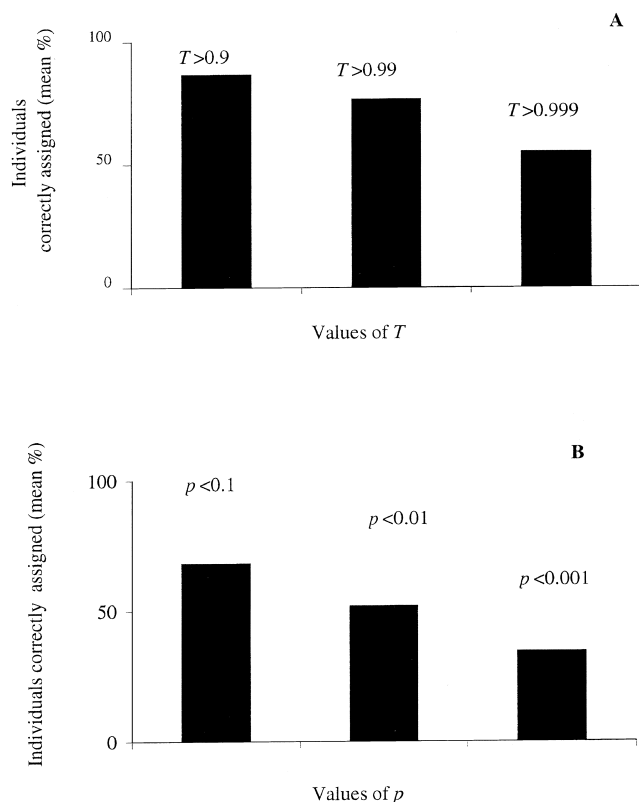 A
100
T>0.9
T>0.99
T>0.999
50
0
Individuals
correctly assigned (mean %)
Values of T
B
100
p<0.1
p<0.01
p<0.001
50
0
Individuals correctly assigned (mean %)
Values of p